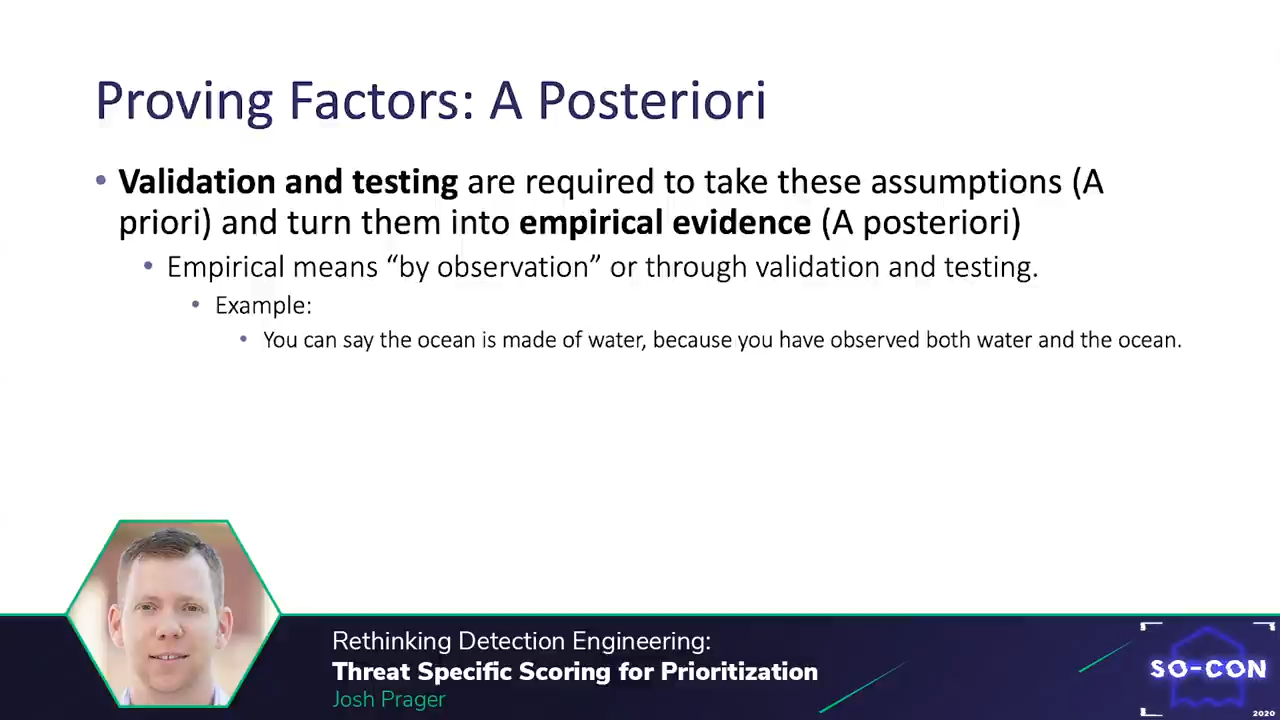 Proving Factors: A Posteriori
• Validation and testing are required to take these assumptions (A
priori) and turn them into empirical evidence (A posteriori)
• Empirical means “by observation” or through validation and testing.
• Example:
• You can say the ocean is made of water, because you have observed both water and the ocean.
Rethinking Detection Engineering:
Threat Specific Scoring for Prioritization
Josh Prager
SO-CON
2020